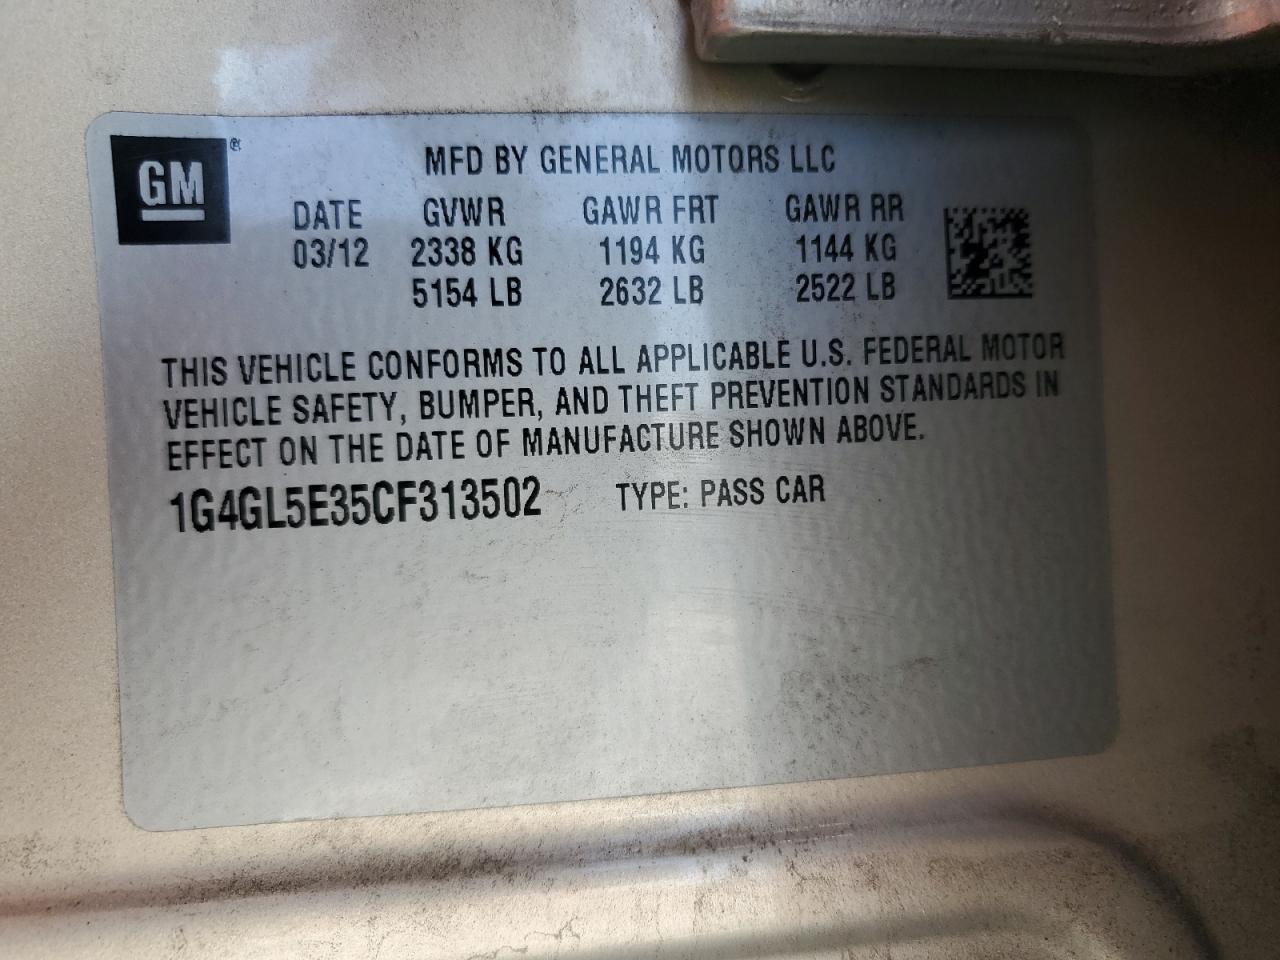 GM ®
MFD BY GENERAL MOTORS LLC
DATE GVWR GAWR FRT GAWR RR
03/12 2338 KG 1194 KG 1144 KG
5154 LB 2632 LB 2522 LB
THIS VEHICLE CONFORMS TO ALL APPLICABLE U.S. FEDERAL MOTOR
VEHICLE SAFETY, BUMPER, AND THEFT PREVENTION STANDARDS IN
EFFECT ON THE DATE OF MANUFACTURE SHOWN ABOVE.
1G4GL5E35CF313502 TYPE: PASS CAR